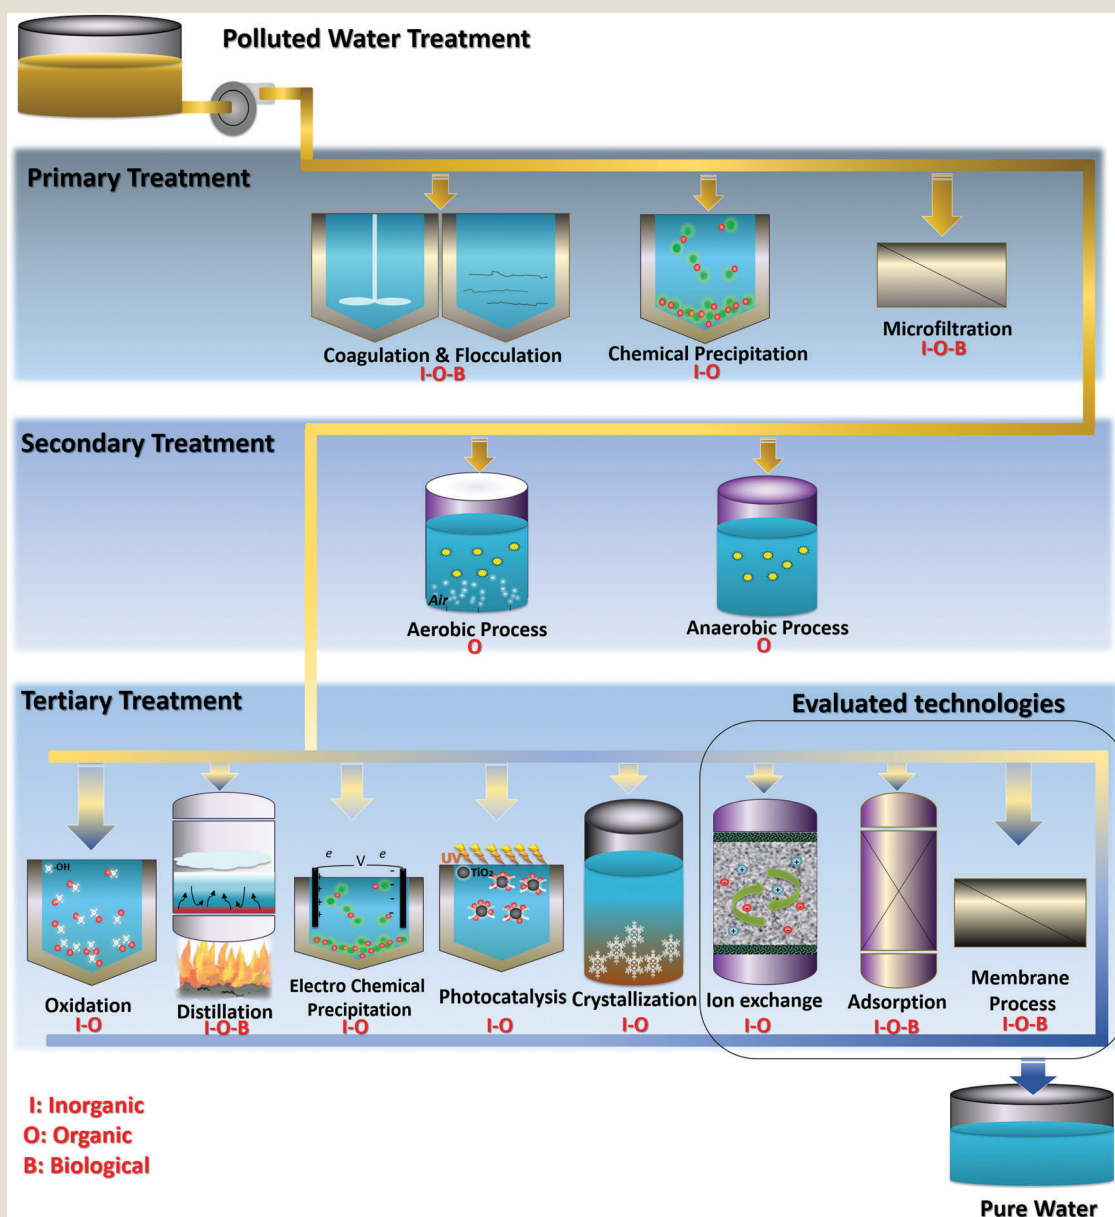 Polluted Water Treatment
Primary Treatment
Coagulation & Flocculation
I-O-B
Chemical Precipitation
I-O
Microfiltration
I-O-B
Secondary Treatment
Air
Aerobic Process
O
Anaerobic Process
O
Tertiary Treatment
Evaluated technologies
·OH
Oxidation
I-O
Distillation
I-O-B
e V e
+ -
+ -
+ -
+ -
Electro Chemical
Precipitation
I-O
UV
TiO₂
Photocatalysis
I-O
Crystallization
I-O
Ion exchange
I-O
Adsorption
I-O-B
Membrane
Process
I-O-B
I: Inorganic
O: Organic
B: Biological
Pure Water